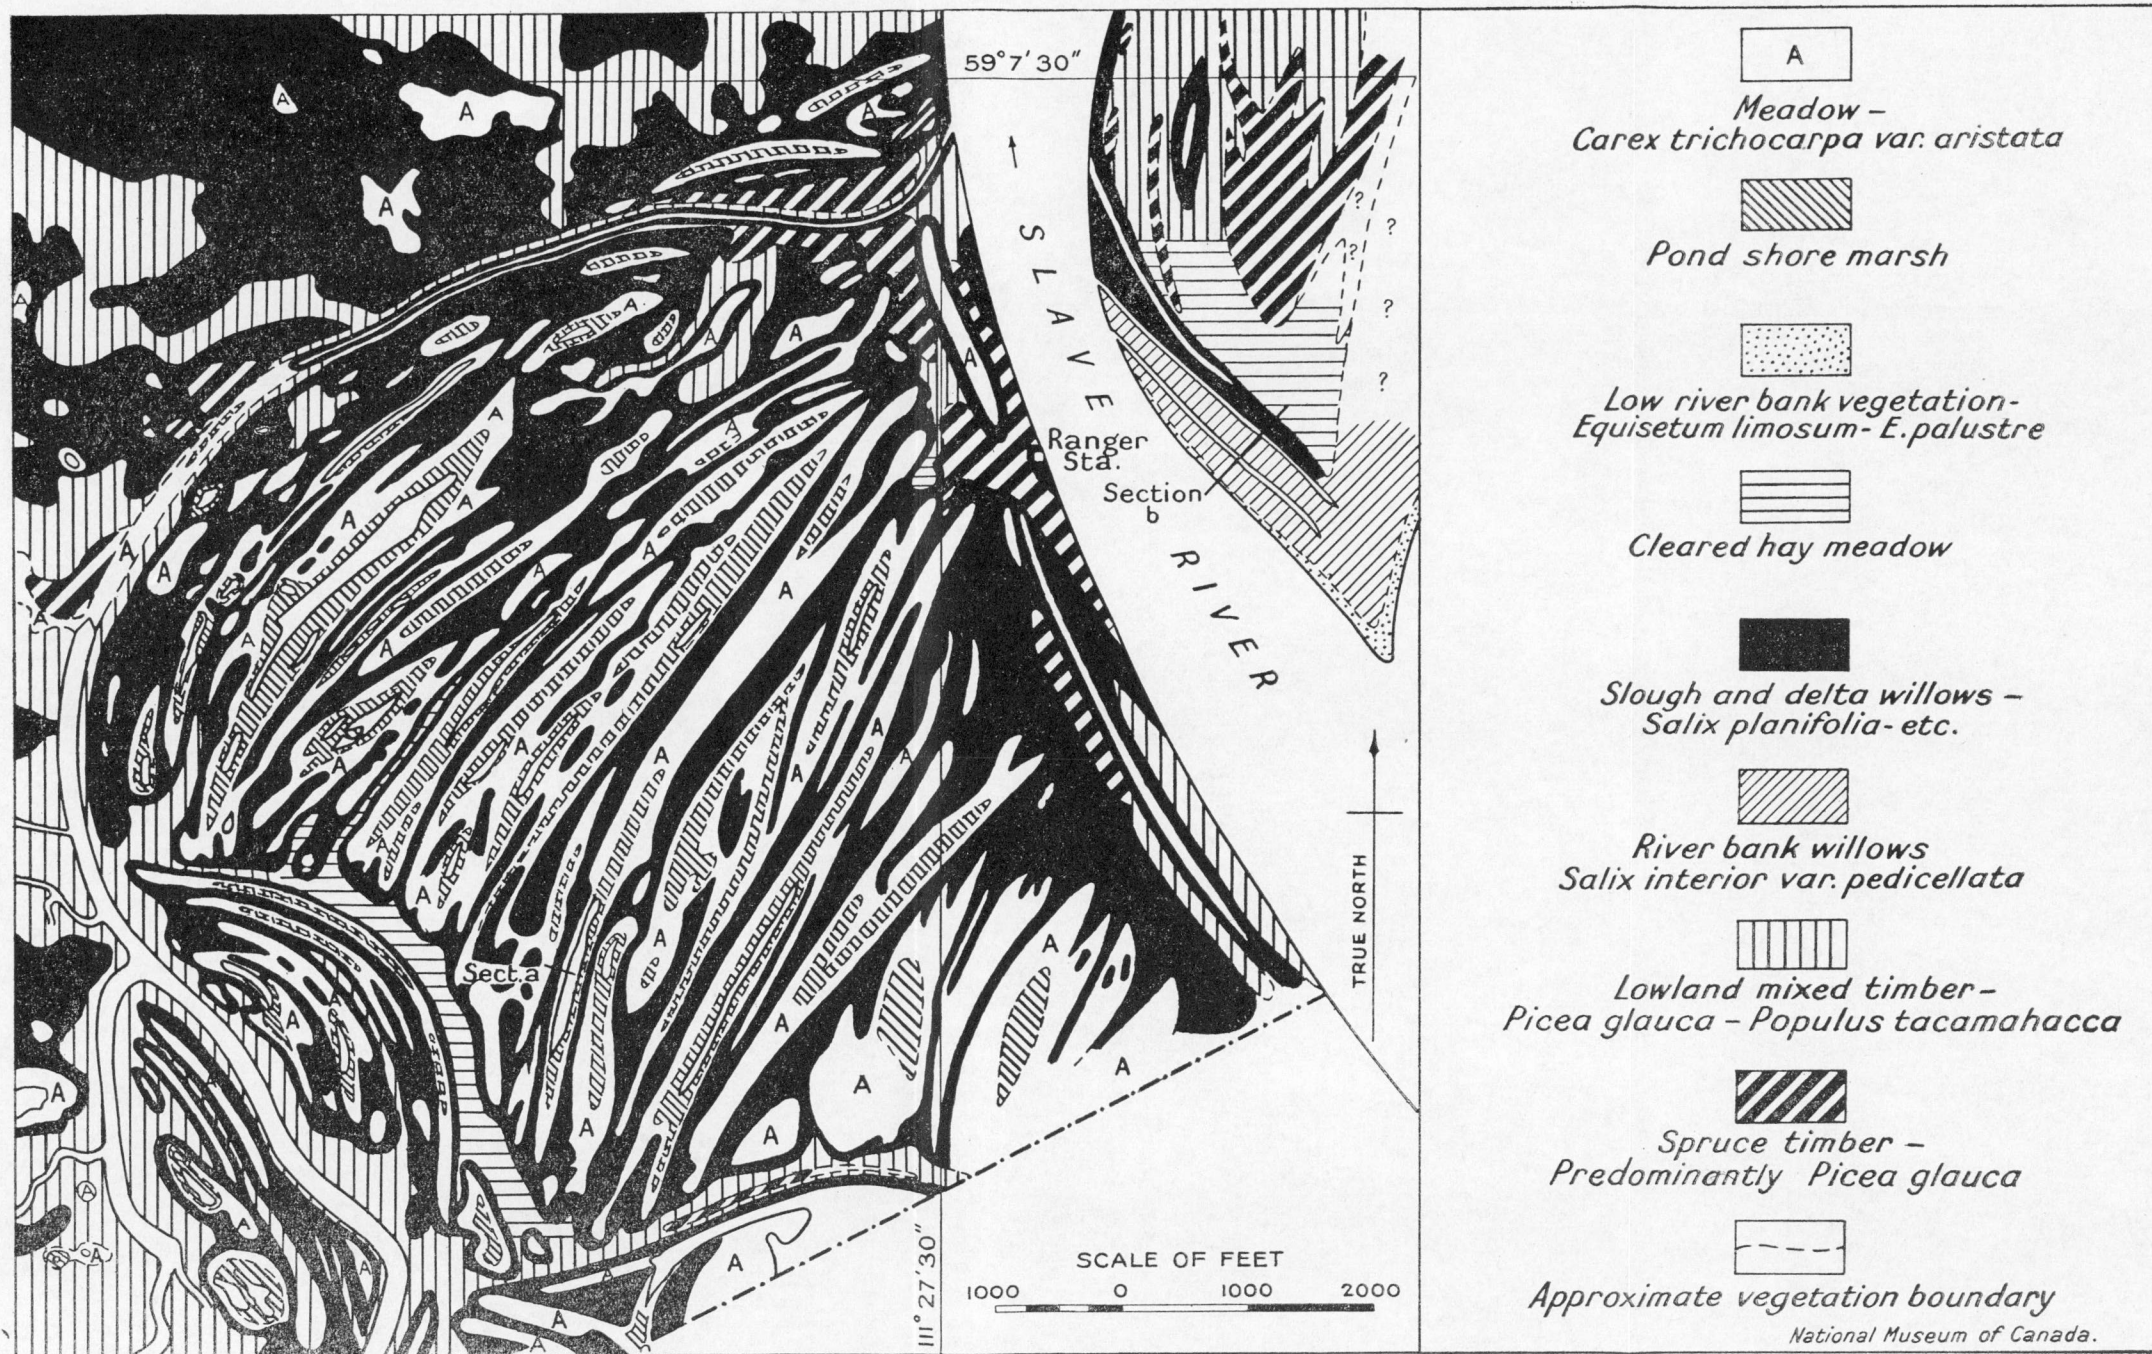 59°7'30"
SLAVE RIVER
Ranger
Sta.
Section
b
Sect.a
TRUE NORTH
111°27'30"
SCALE OF FEET
1000 0 1000 2000
A
Meadow –
Carex trichocarpa var. aristata
Pond shore marsh
Low river bank vegetation-
Equisetum limosum- E.palustre
Cleared hay meadow
Slough and delta willows –
Salix planifolia- etc.
River bank willows
Salix interior var. pedicellata
Lowland mixed timber–
Picea glauca – Populus tacamahacca
Spruce timber –
Predominantly Picea glauca
Approximate vegetation boundary
National Museum of Canada.